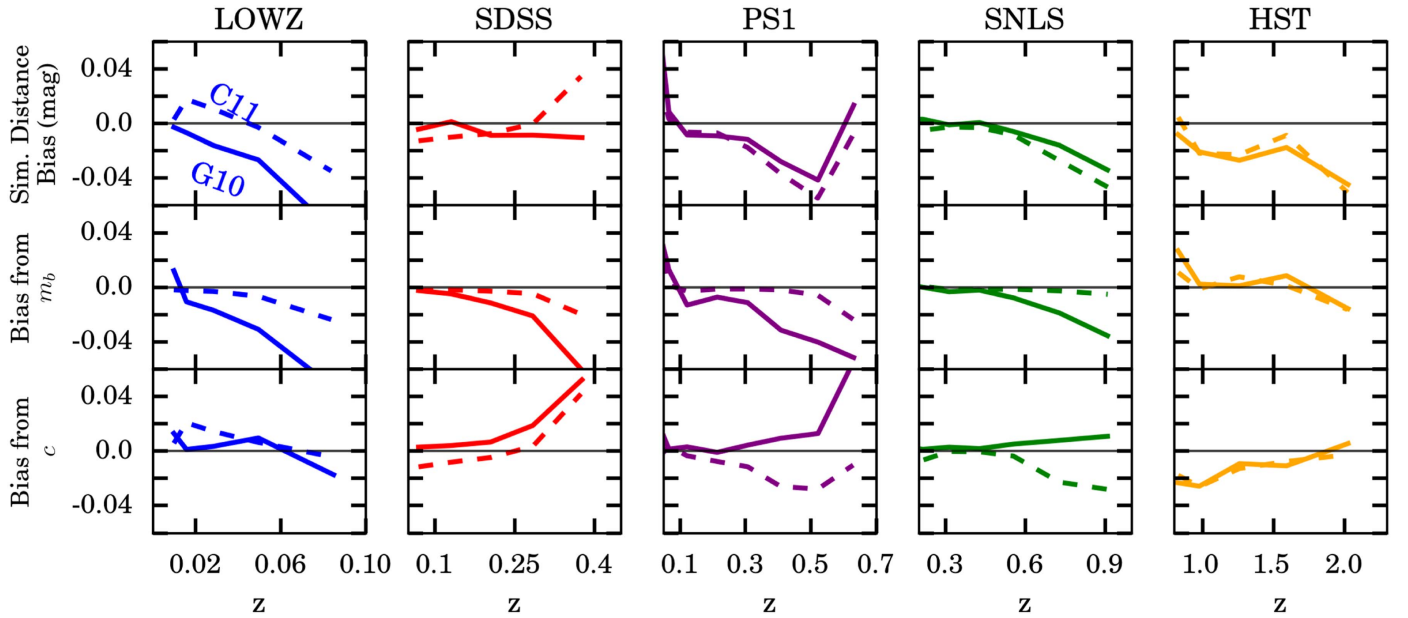 LOWZ SDSS PS1 SNLS HST
Sim. Distance
Bias (mag)
0.04
0.0
-0.04
C11
G10
Bias from
m_b
0.04
0.0
-0.04
Bias from
c
0.04
0.0
-0.04
0.02 0.06 0.10 0.1 0.25 0.4 0.1 0.3 0.5 0.7 0.3 0.6 0.9 1.0 1.5 2.0
z z z z z